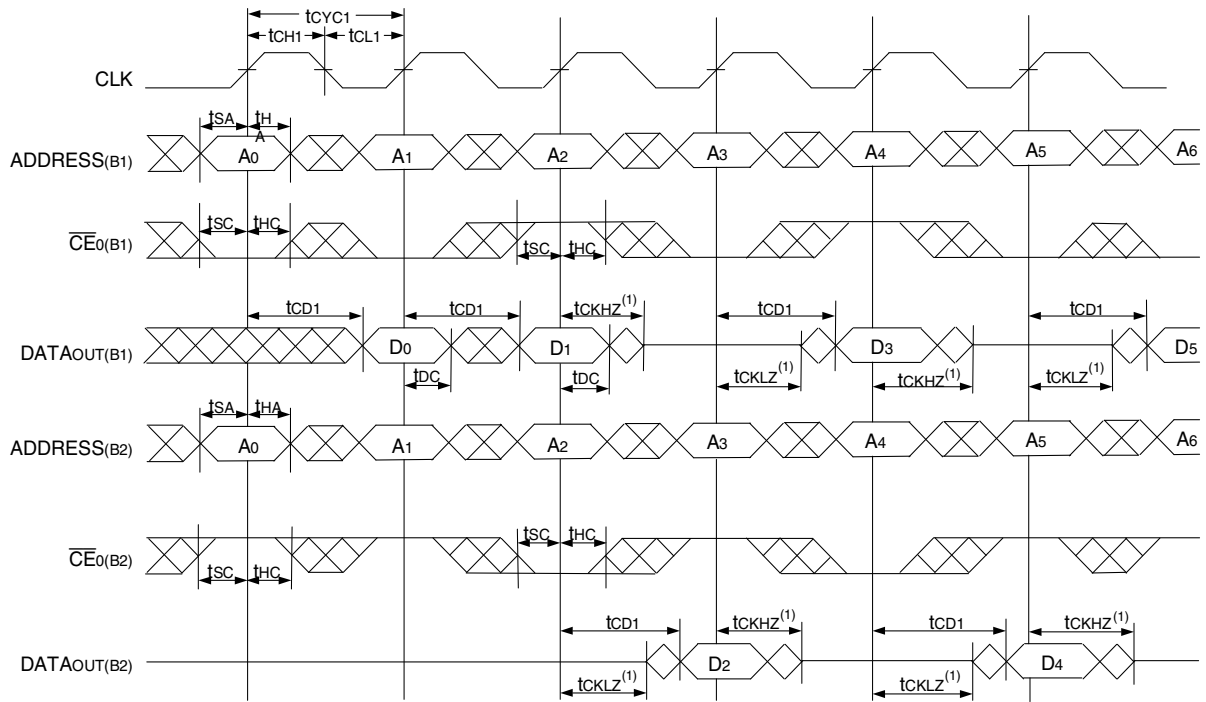 tCYC1
tCH1 tCL1
CLK
tSA tH
A
ADDRESS(B1) A0 A1 A2 A3 A4 A5 A6
tSC tHC
CE0(B1)
tSC tHC
tCD1 tCD1 tCKHZ(1) tCD1 tCD1
DATAOUT(B1) D0 D1 D3 D5
tDC tDC tCKLZ(1) tCKHZ(1) tCKLZ(1)
tSA tHA
ADDRESS(B2) A0 A1 A2 A3 A4 A5 A6
tSC tHC
CE0(B2)
tSC tHC
tCD1 tCKHZ(1) tCD1 tCKHZ(1)
DATAOUT(B2) D2 D4
tCKLZ(1) tCKLZ(1)